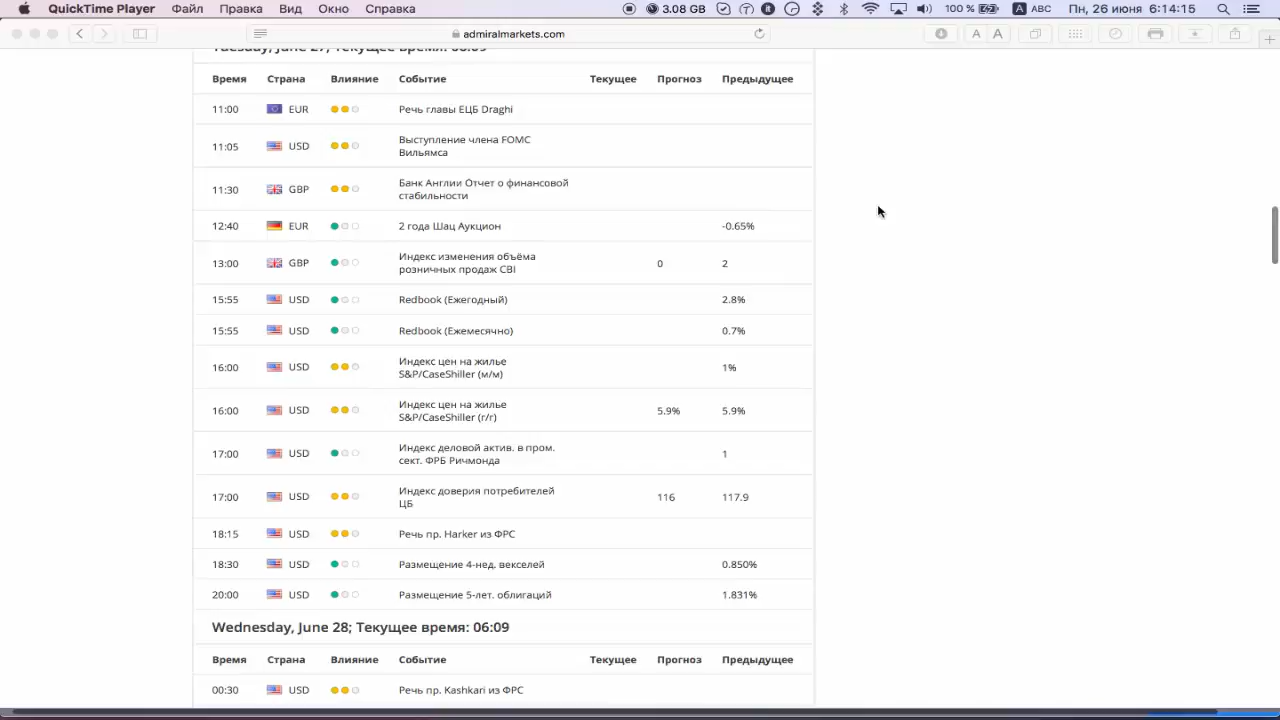 QuickTime Player Файл Правка Вид Окно Справка 3.08 GB 100 % A ABC Пн, 26 июня 6:14:15
admiralmarkets.com
A A
Tuesday, June 27; Текущее время: 06:09
Время Страна Влияние Событие Текущее Прогноз Предыдущее
11:00 EUR Речь главы ЕЦБ Draghi
11:05 USD Выступление члена FOMC
Вильямса
11:30 GBP Банк Англии Отчет о финансовой
стабильности
12:40 EUR 2 года Шац Аукцион -0.65%
13:00 GBP Индекс изменения объёма
розничных продаж CBI 0 2
15:55 USD Redbook (Ежегодный) 2.8%
15:55 USD Redbook (Ежемесячно) 0.7%
16:00 USD Индекс цен на жилье
S&P/CaseShiller (м/м) 1%
16:00 USD Индекс цен на жилье
S&P/CaseShiller (г/г) 5.9% 5.9%
17:00 USD Индекс деловой актив. в пром.
сект. ФРБ Ричмонда 1
17:00 USD Индекс доверия потребителей
ЦБ 116 117.9
18:15 USD Речь пр. Harker из ФРС
18:30 USD Размещение 4-нед. векселей 0.850%
20:00 USD Размещение 5-лет. облигаций 1.831%
Wednesday, June 28; Текущее время: 06:09
Время Страна Влияние Событие Текущее Прогноз Предыдущее
00:30 USD Речь пр. Kashkari из ФРС